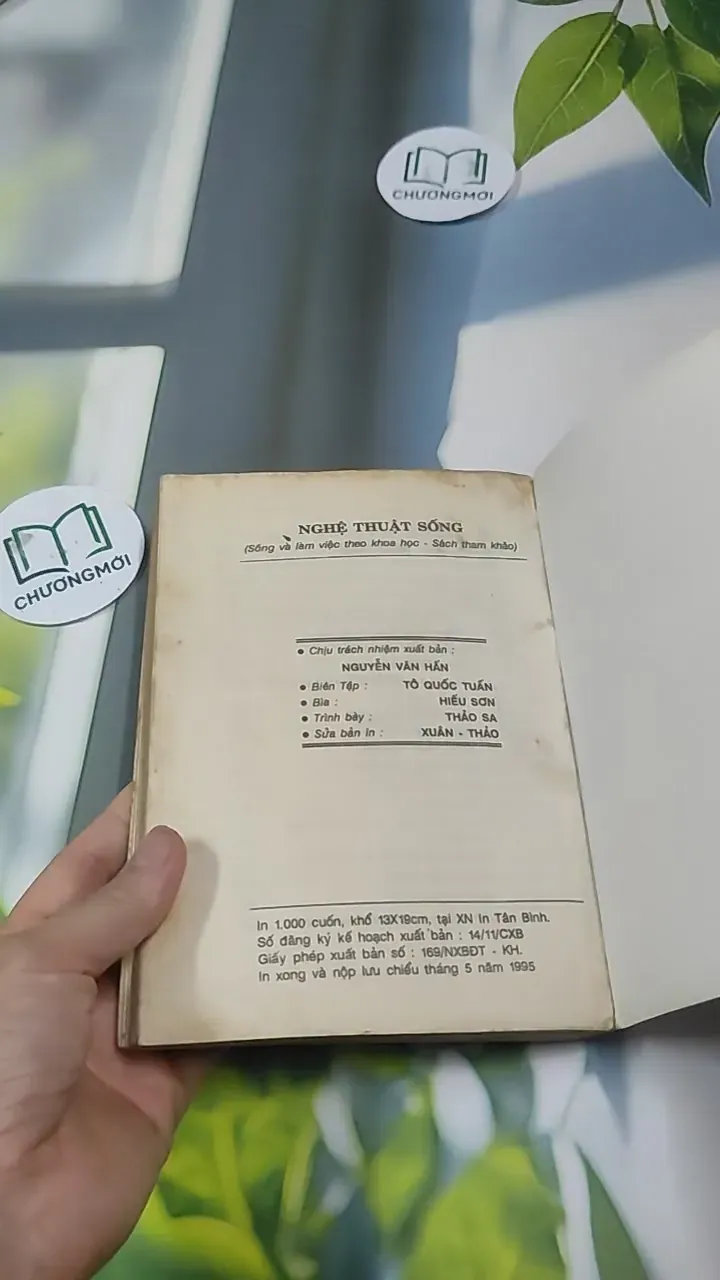 CHƯƠNGMỚI
CHƯƠNGMỚI
NGHỆ THUẬT SỐNG
(Sống và làm việc theo khoa học - Sách tham khảo)
• Chịu trách nhiệm xuất bản :
NGUYỄN VĂN HẤN
• Biên Tập : TÔ QUỐC TUẤN
• Bìa : HIẾU SƠN
• Trình bày : THẢO SA
• Sửa bản in : XUÂN - THẢO
In 1.000 cuốn, khổ 13X19cm, tại XN In Tân Bình.
Số đăng ký kế hoạch xuất bản : 14/11/CXB
Giấy phép xuất bản số : 169/NXBĐT - KH.
In xong và nộp lưu chiểu tháng 5 năm 1995